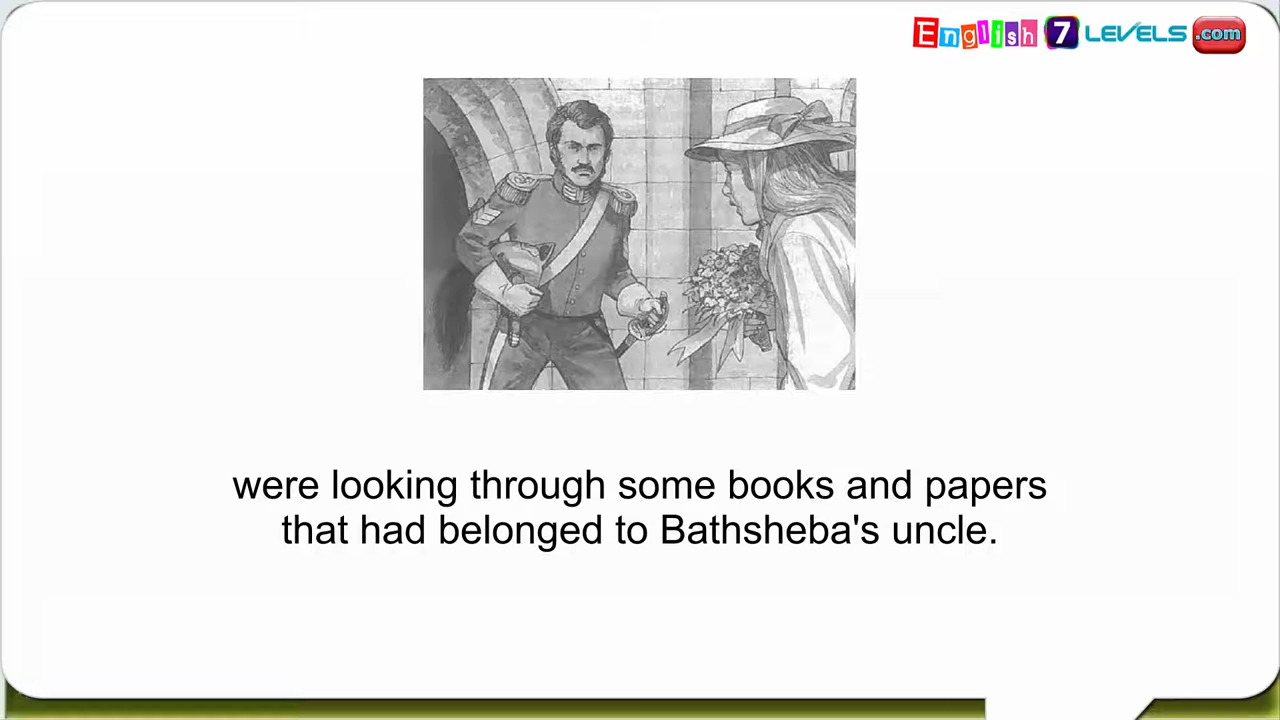 English 7 LEVELS .com
were looking through some books and papers
that had belonged to Bathsheba's uncle.